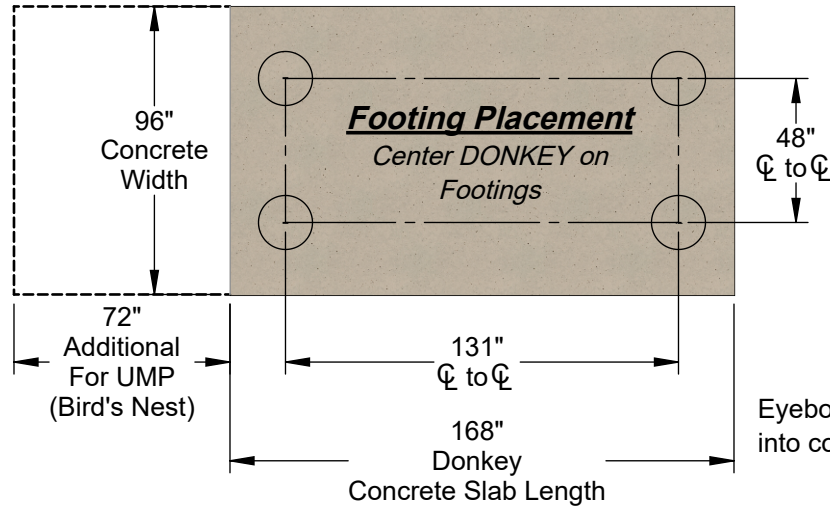 96"
Concrete
Width
Footing Placement
Center DONKEY on
Footings
48"
℄ to ℄
72"
Additional
For UMP
(Bird's Nest)
131"
℄ to ℄
168"
Donkey
Concrete Slab Length
into